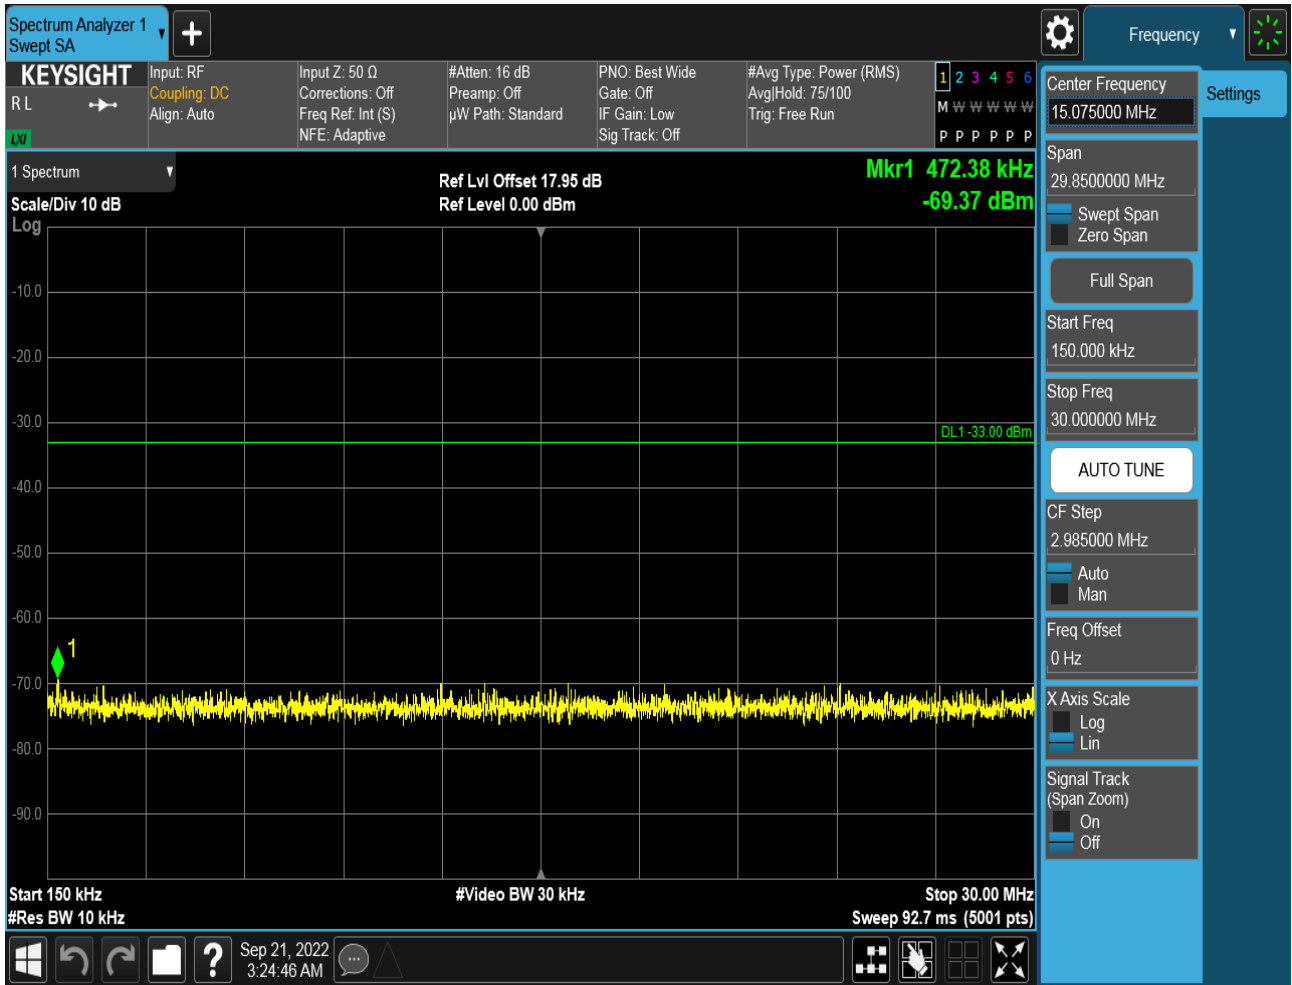 Spectrum Analyzer 1
Swept SA
Frequency
KEYSIGHT
R L
LXI
Input: RF
Coupling: DC
Align: Auto
Input Z: 50 Ω
Corrections: Off
Freq Ref: Int (S)
NFE: Adaptive
#Atten: 16 dB
Preamp: Off
µW Path: Standard
PNO: Best Wide
Gate: Off
IF Gain: Low
Sig Track: Off
#Avg Type: Power (RMS)
Avg|Hold: 75/100
Trig: Free Run
1 2 3 4 5 6
M W W W W W
P P P P P P
1 Spectrum
Scale/Div 10 dB
Log
Ref Lvl Offset 17.95 dB
Ref Level 0.00 dBm
Mkr1 472.38 kHz
-69.37 dBm
-10.0
-20.0
-30.0
DL1 -33.00 dBm
-40.0
-50.0
-60.0
1
-70.0
-80.0
-90.0
Start 150 kHz
#Video BW 30 kHz
Stop 30.00 MHz
#Res BW 10 kHz
Sweep 92.7 ms (5001 pts)
Center Frequency
15.075000 MHz
Settings
Span
29.8500000 MHz
Swept Span
Zero Span
Full Span
Start Freq
150.000 kHz
Stop Freq
30.000000 MHz
AUTO TUNE
CF Step
2.985000 MHz
Auto
Man
Freq Offset
0 Hz
X Axis Scale
Log
Lin
Signal Track
(Span Zoom)
On
Off
?
Sep 21, 2022
3:24:46 AM